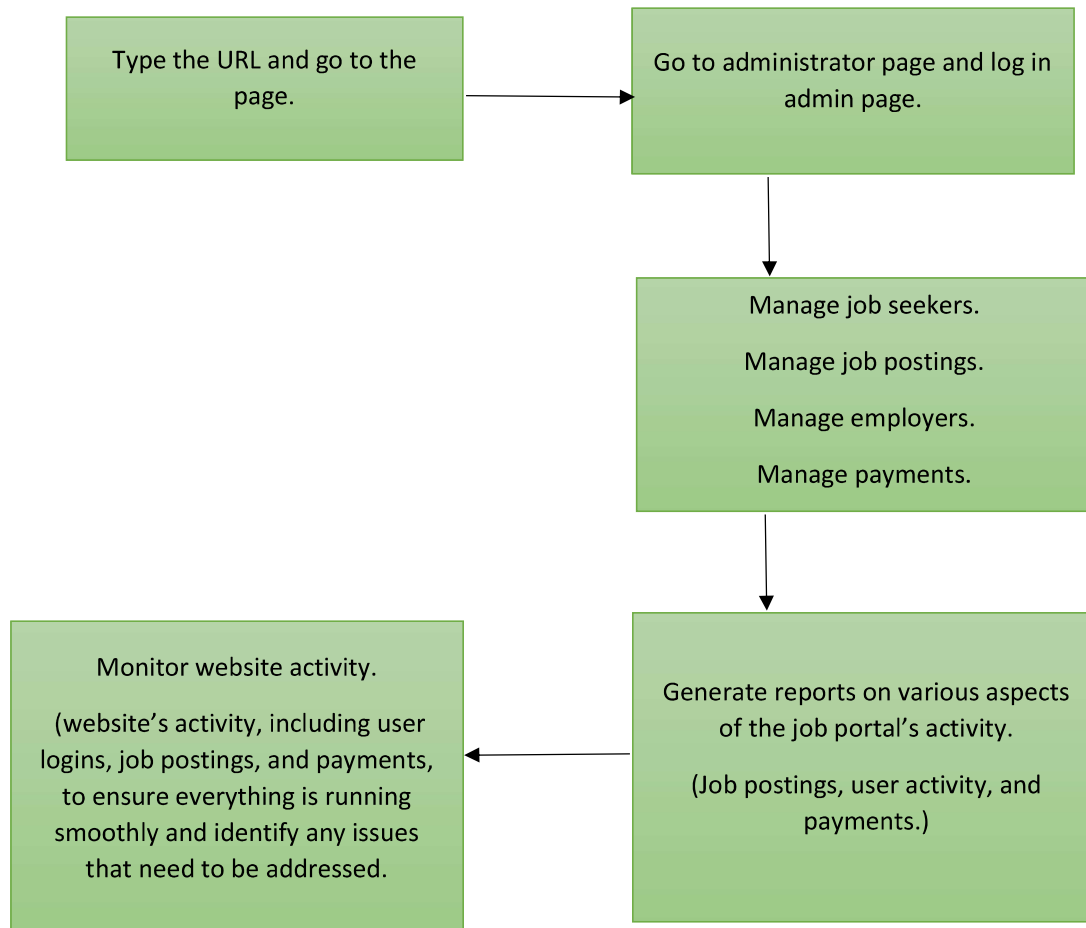 Type the URL and go to the
page.
Go to administrator page and log in
admin page.
Manage job seekers.
Manage job postings.
Manage employers.
Manage payments.
Generate reports on various aspects
of the job portal’s activity.
(Job postings, user activity, and
payments.)
Monitor website activity.
(website’s activity, including user
logins, job postings, and payments,
to ensure everything is running
smoothly and identify any issues
that need to be addressed.